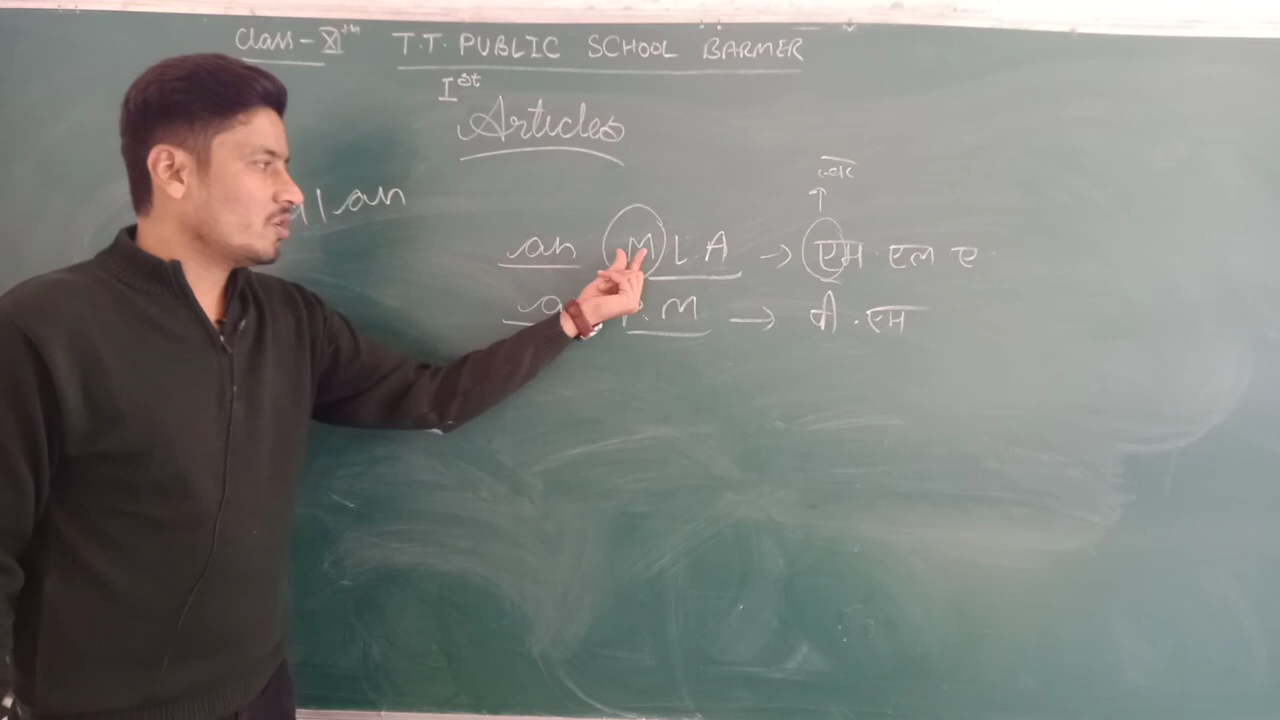 Class - XIth T.T. PUBLIC SCHOOL BARMER
Ist
Articles
an
स्वर
an M L A → एम. एल ए
a P. M → पी. एम